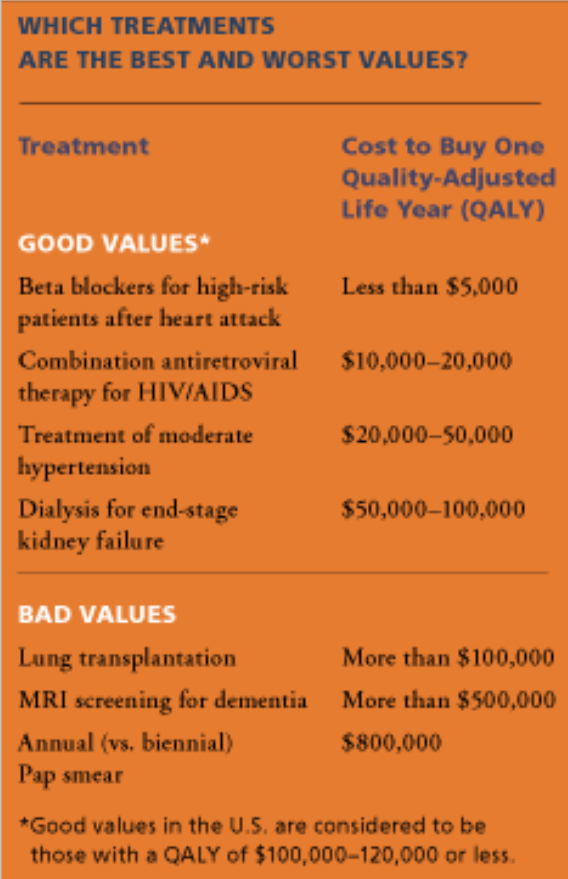 WHICH TREATMENTS
ARE THE BEST AND WORST VALUES?
Treatment
Cost to Buy One
Quality-Adjusted
Life Year (QALY)
GOOD VALUES*
Beta blockers for high-risk
patients after heart attack
Less than $5,000
Combination antiretroviral
therapy for HIV/AIDS
$10,000–20,000
Treatment of moderate
hypertension
$20,000–50,000
Dialysis for end-stage
kidney failure
$50,000–100,000
BAD VALUES
Lung transplantation
More than $100,000
MRI screening for dementia
More than $500,000
Annual (vs. biennial)
Pap smear
$800,000
*Good values in the U.S. are considered to be
those with a QALY of $100,000–120,000 or less.